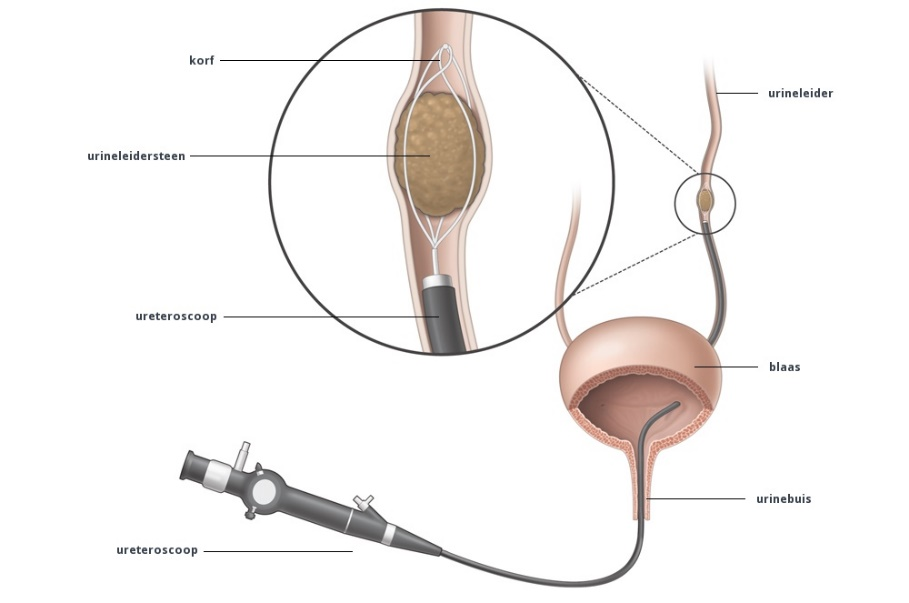 korf
urineleider
urineleidersteen
ureteroscoop
blaas
urinebuis
ureteroscoop